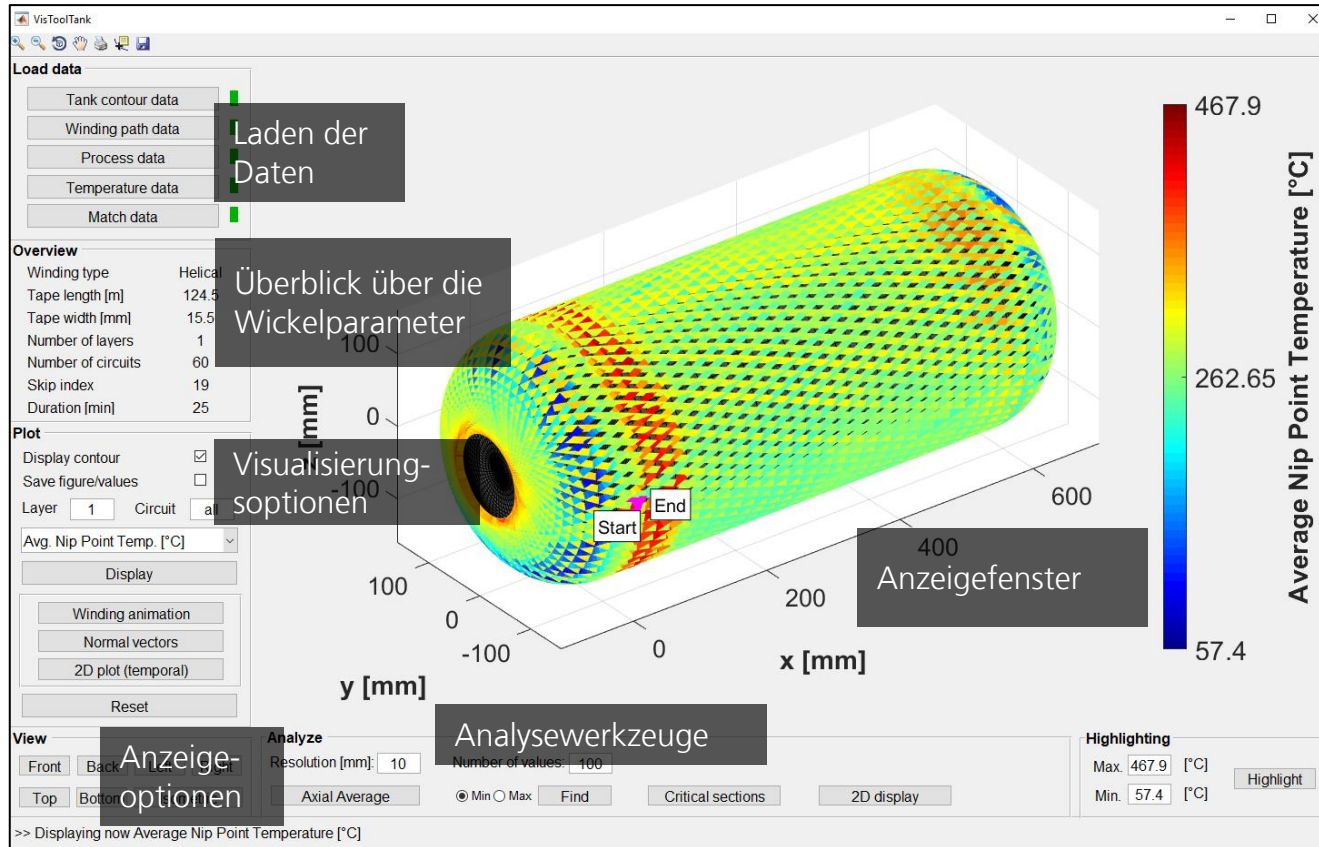 VisToolTank
Load data
Tank contour data
Winding path data
Process data
Temperature data
Match data
Laden der
Daten
Overview
Winding type Helical
Tape length [m] 124.5
Tape width [mm] 15.5
Number of layers 1
Number of circuits 60
Skip index 19
Duration [min] 25
Überblick über die
Wickelparameter
Plot
Display contour
Save figure/values
Layer 1 Circuit all
Avg. Nip Point Temp. [°C]
Display
Winding animation
Normal vectors
2D plot (temporal)
Reset
Visualisierung-
soptionen
100
0
-100
[mm]
100
0
-100
y [mm]
0
200
400
600
x [mm]
Start
End
Anzeigefenster
467.9
262.65
57.4
Average Nip Point Temperature [°C]
View
Front Back Left Right
Top Bottom
Anzeige-
optionen
Analyze
Analysewerkzeuge
Resolution [mm]: 10 Number of values: 100
Axial Average Min Max Find Critical sections 2D display
Highlighting
Max. 467.9 [°C]
Min. 57.4 [°C]
Highlight
>> Displaying now Average Nip Point Temperature [°C]